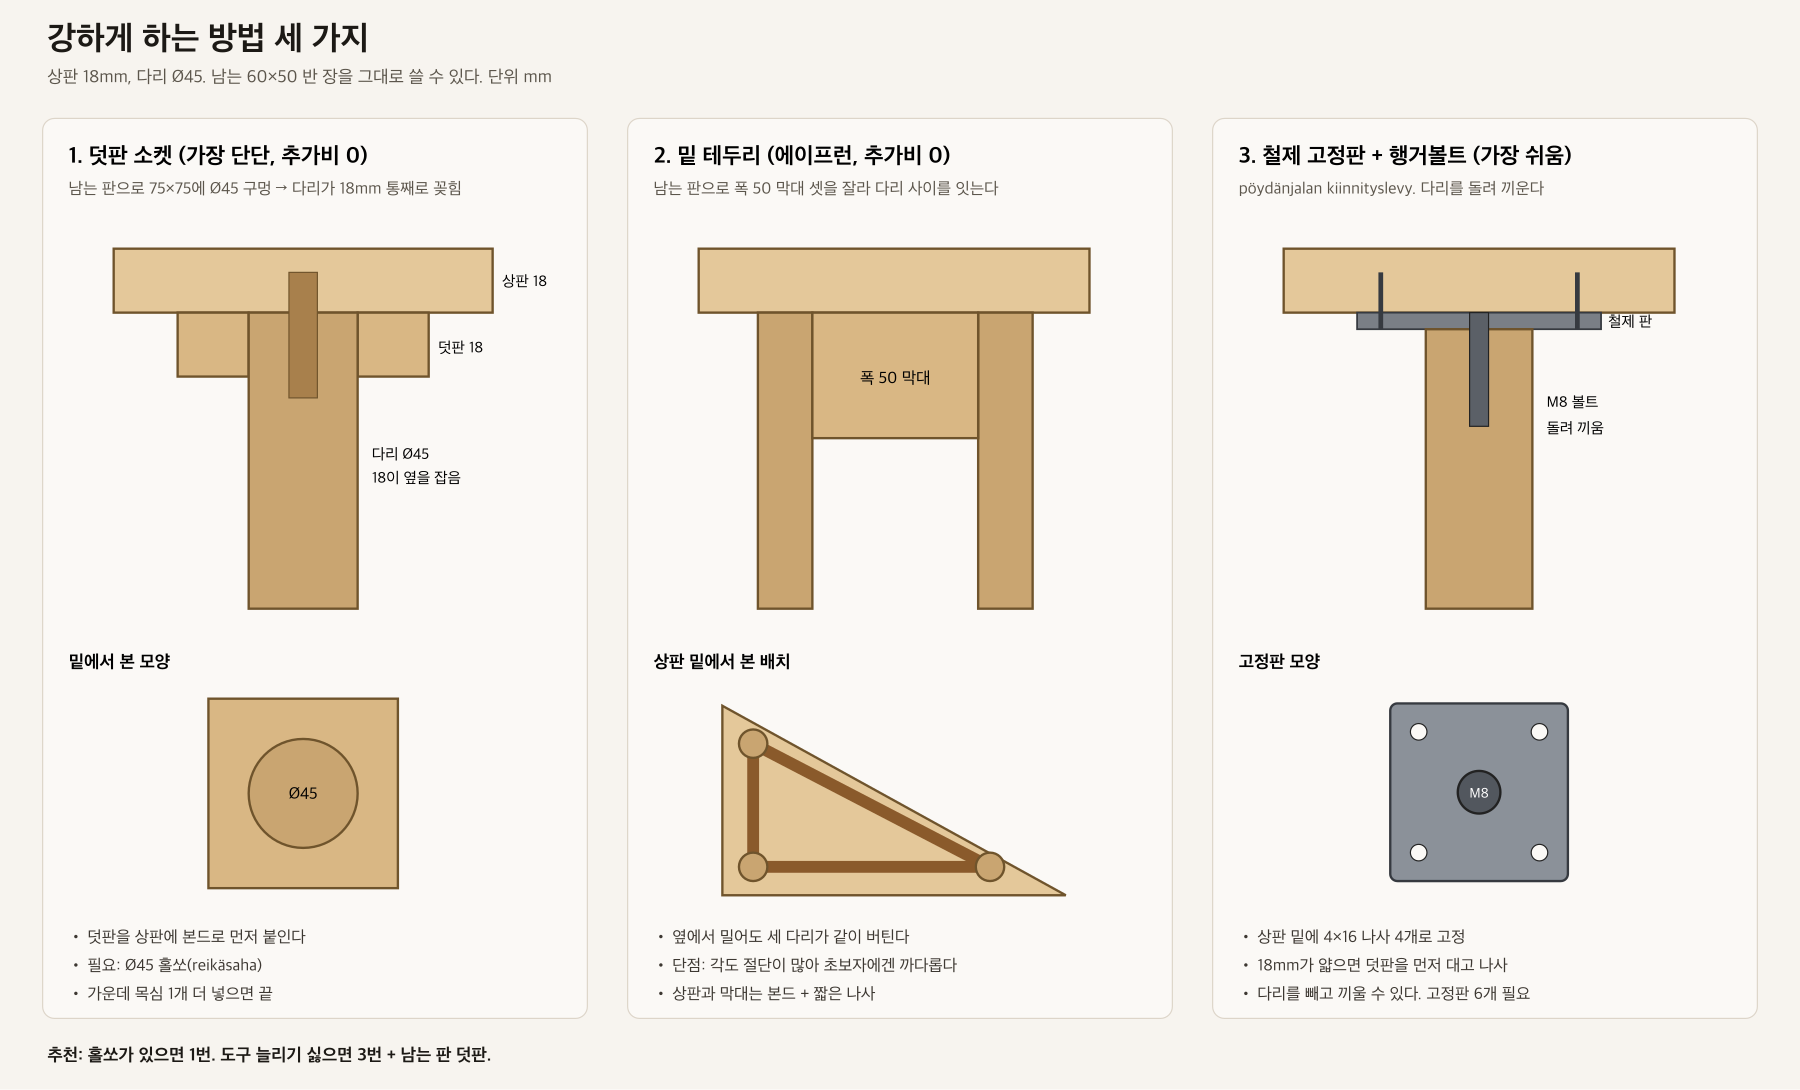 강하게 하는 방법 세 가지
상판 18mm, 다리 Ø45. 남는 60×50 반 장을 그대로 쓸 수 있다. 단위 mm
1. 덧판 소켓 (가장 단단, 추가비 0)
남는 판으로 75×75에 Ø45 구멍 → 다리가 18mm 통째로 꽂힘
상판 18
덧판 18
다리 Ø45
18이 옆을 잡음
밑에서 본 모양
Ø45
• 덧판을 상판에 본드로 먼저 붙인다
• 필요: Ø45 홀쏘(reikäsaha)
• 가운데 목심 1개 더 넣으면 끝
2. 밑 테두리 (에이프런, 추가비 0)
남는 판으로 폭 50 막대 셋을 잘라 다리 사이를 잇는다
폭 50 막대
상판 밑에서 본 배치
• 옆에서 밀어도 세 다리가 같이 버틴다
• 단점: 각도 절단이 많아 초보자에겐 까다롭다
• 상판과 막대는 본드 + 짧은 나사
3. 철제 고정판 + 행거볼트 (가장 쉬움)
pöydänjalan kiinnityslevy. 다리를 돌려 끼운다
철제 판
M8 볼트
돌려 끼움
고정판 모양
M8
• 상판 밑에 4×16 나사 4개로 고정
• 18mm가 얇으면 덧판을 먼저 대고 나사
• 다리를 빼고 끼울 수 있다. 고정판 6개 필요
추천: 홀쏘가 있으면 1번. 도구 늘리기 싫으면 3번 + 남는 판 덧판.